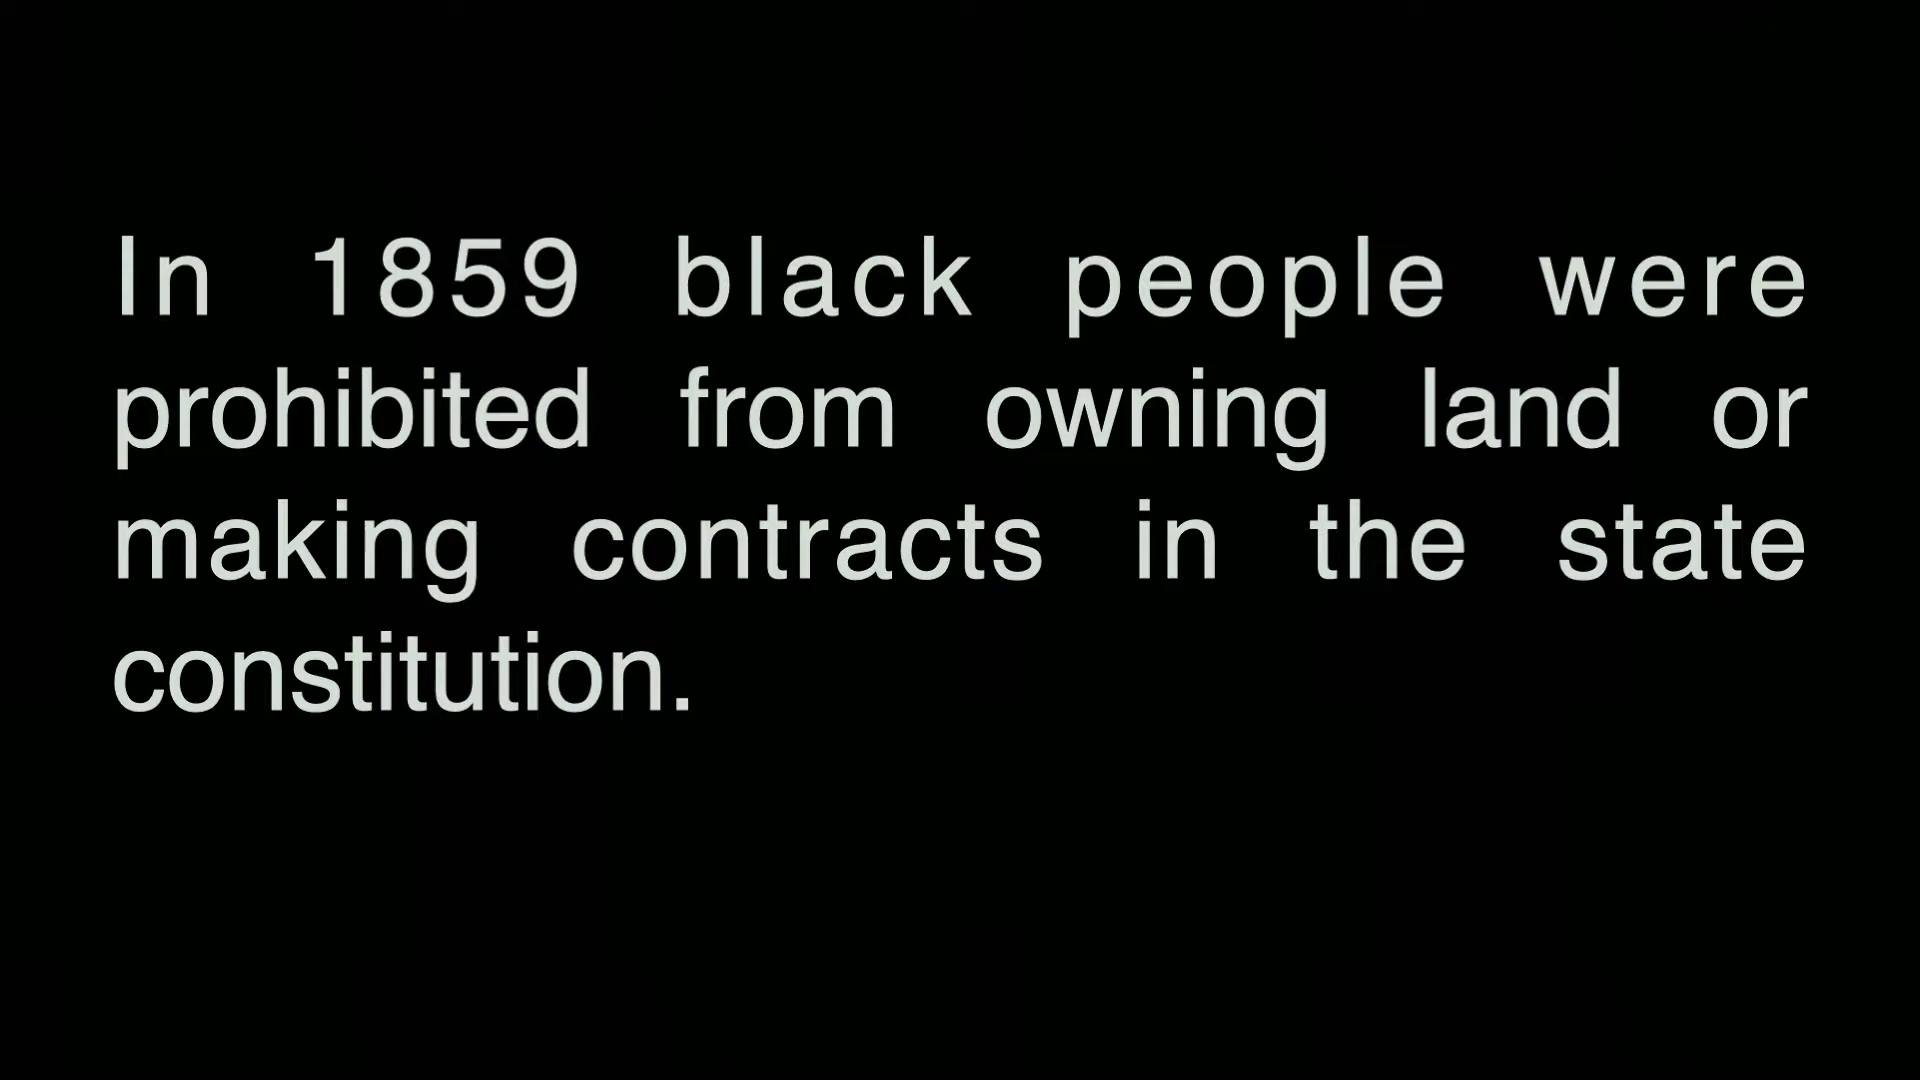 In 1859 black people were
prohibited from owning land or
making contracts in the state
constitution.